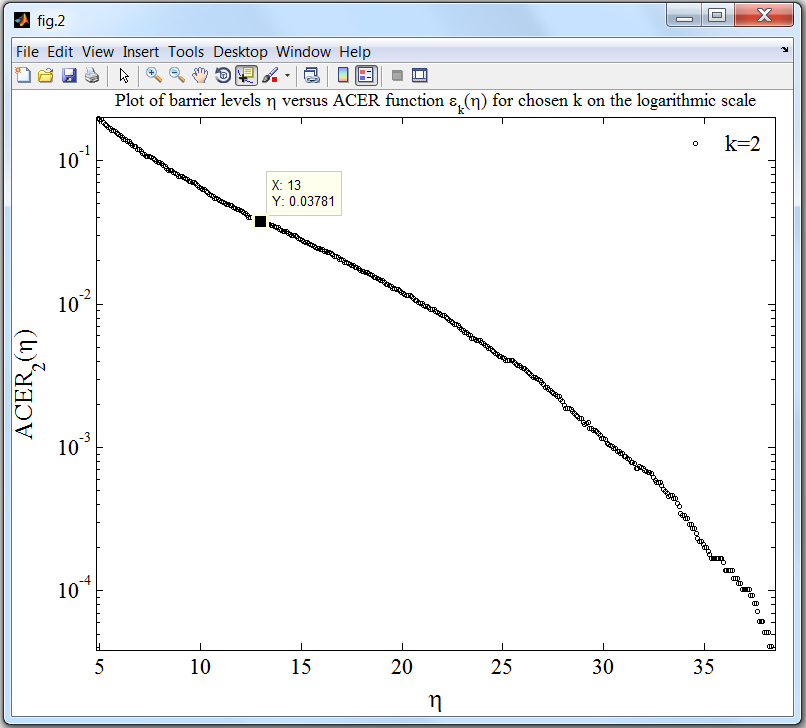 fig.2
File Edit View Insert Tools Desktop Window Help
Plot of barrier levels η versus ACER function ε_k(η) for chosen k on the logarithmic scale
k=2
X: 13
Y: 0.03781
10^-1
10^-2
10^-3
10^-4
ACER_2(η)
5 10 15 20 25 30 35
η